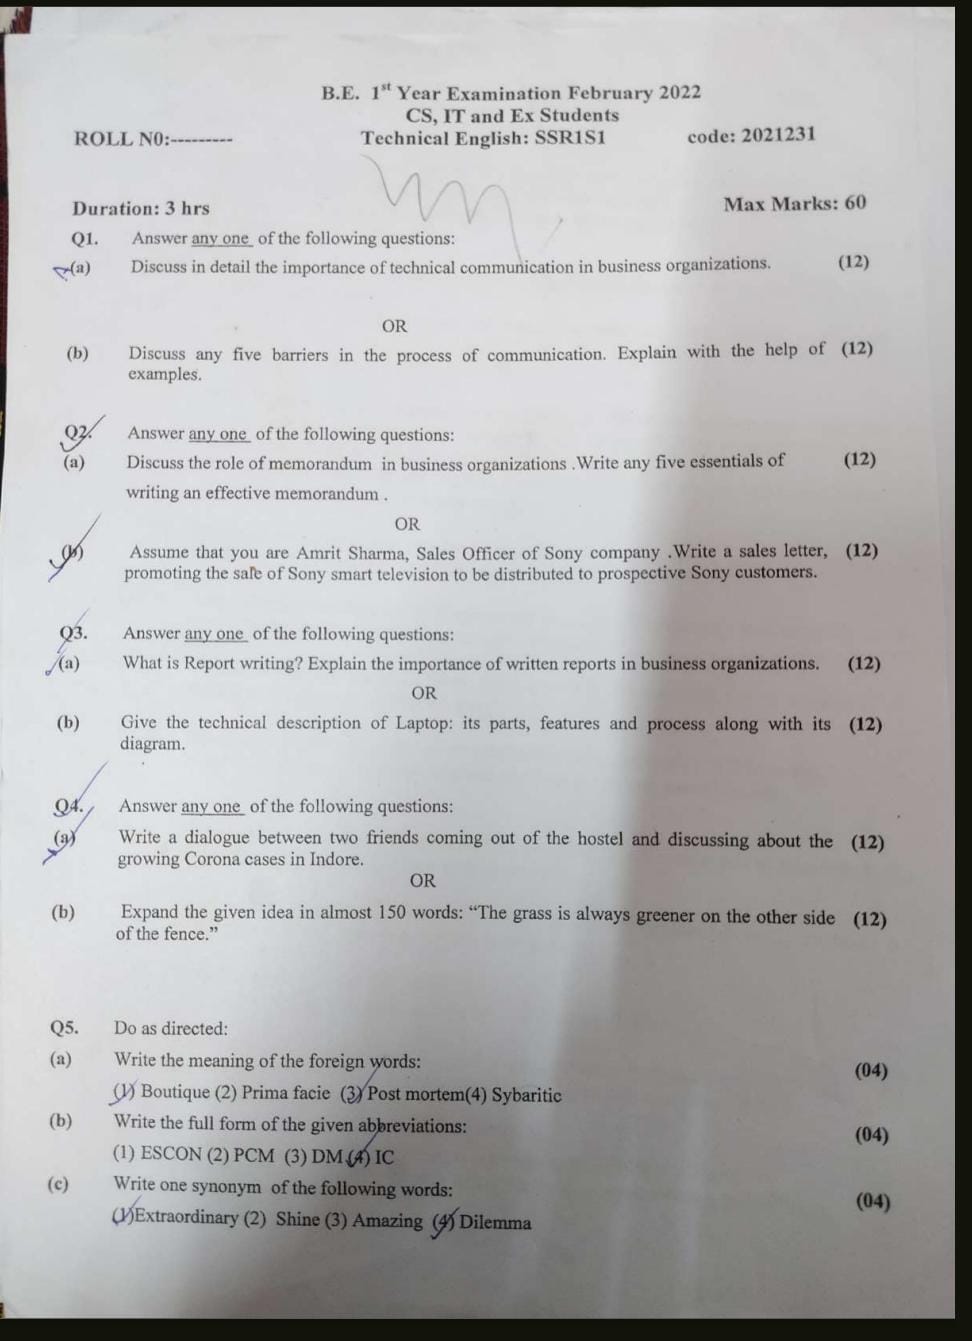 B.E. 1st Year Examination February 2022
CS, IT and Ex Students
ROLL N0:--------- Technical English: SSR1S1 code: 2021231
Duration: 3 hrs Max Marks: 60
Q1. Answer any one of the following questions:
(a) Discuss in detail the importance of technical communication in business organizations. (12)
OR
(b) Discuss any five barriers in the process of communication. Explain with the help of (12)
examples.
Q2. Answer any one of the following questions:
(a) Discuss the role of memorandum in business organizations .Write any five essentials of (12)
writing an effective memorandum .
OR
(b) Assume that you are Amrit Sharma, Sales Officer of Sony company .Write a sales letter, (12)
promoting the sale of Sony smart television to be distributed to prospective Sony customers.
Q3. Answer any one of the following questions:
(a) What is Report writing? Explain the importance of written reports in business organizations. (12)
OR
(b) Give the technical description of Laptop: its parts, features and process along with its (12)
diagram.
Q4. Answer any one of the following questions:
(a) Write a dialogue between two friends coming out of the hostel and discussing about the (12)
growing Corona cases in Indore.
OR
(b) Expand the given idea in almost 150 words: “The grass is always greener on the other side (12)
of the fence.”
Q5. Do as directed:
(a) Write the meaning of the foreign words: (04)
(1) Boutique (2) Prima facie (3) Post mortem(4) Sybaritic
(b) Write the full form of the given abbreviations: (04)
(1) ESCON (2) PCM (3) DM (4) IC
(c) Write one synonym of the following words: (04)
(1)Extraordinary (2) Shine (3) Amazing (4) Dilemma